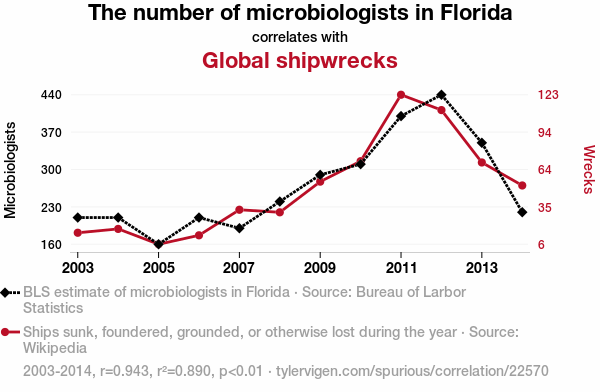 The number of microbiologists in Florida
correlates with
Global shipwrecks
440 123
370 94
300 64
230 35
160 6
Microbiologists
Wrecks
2003 2005 2007 2009 2011 2013
BLS estimate of microbiologists in Florida · Source: Bureau of Larbor
Statistics
Ships sunk, foundered, grounded, or otherwise lost during the year · Source:
Wikipedia
2003-2014, r=0.943, r²=0.890, p<0.01 · tylervigen.com/spurious/correlation/22570